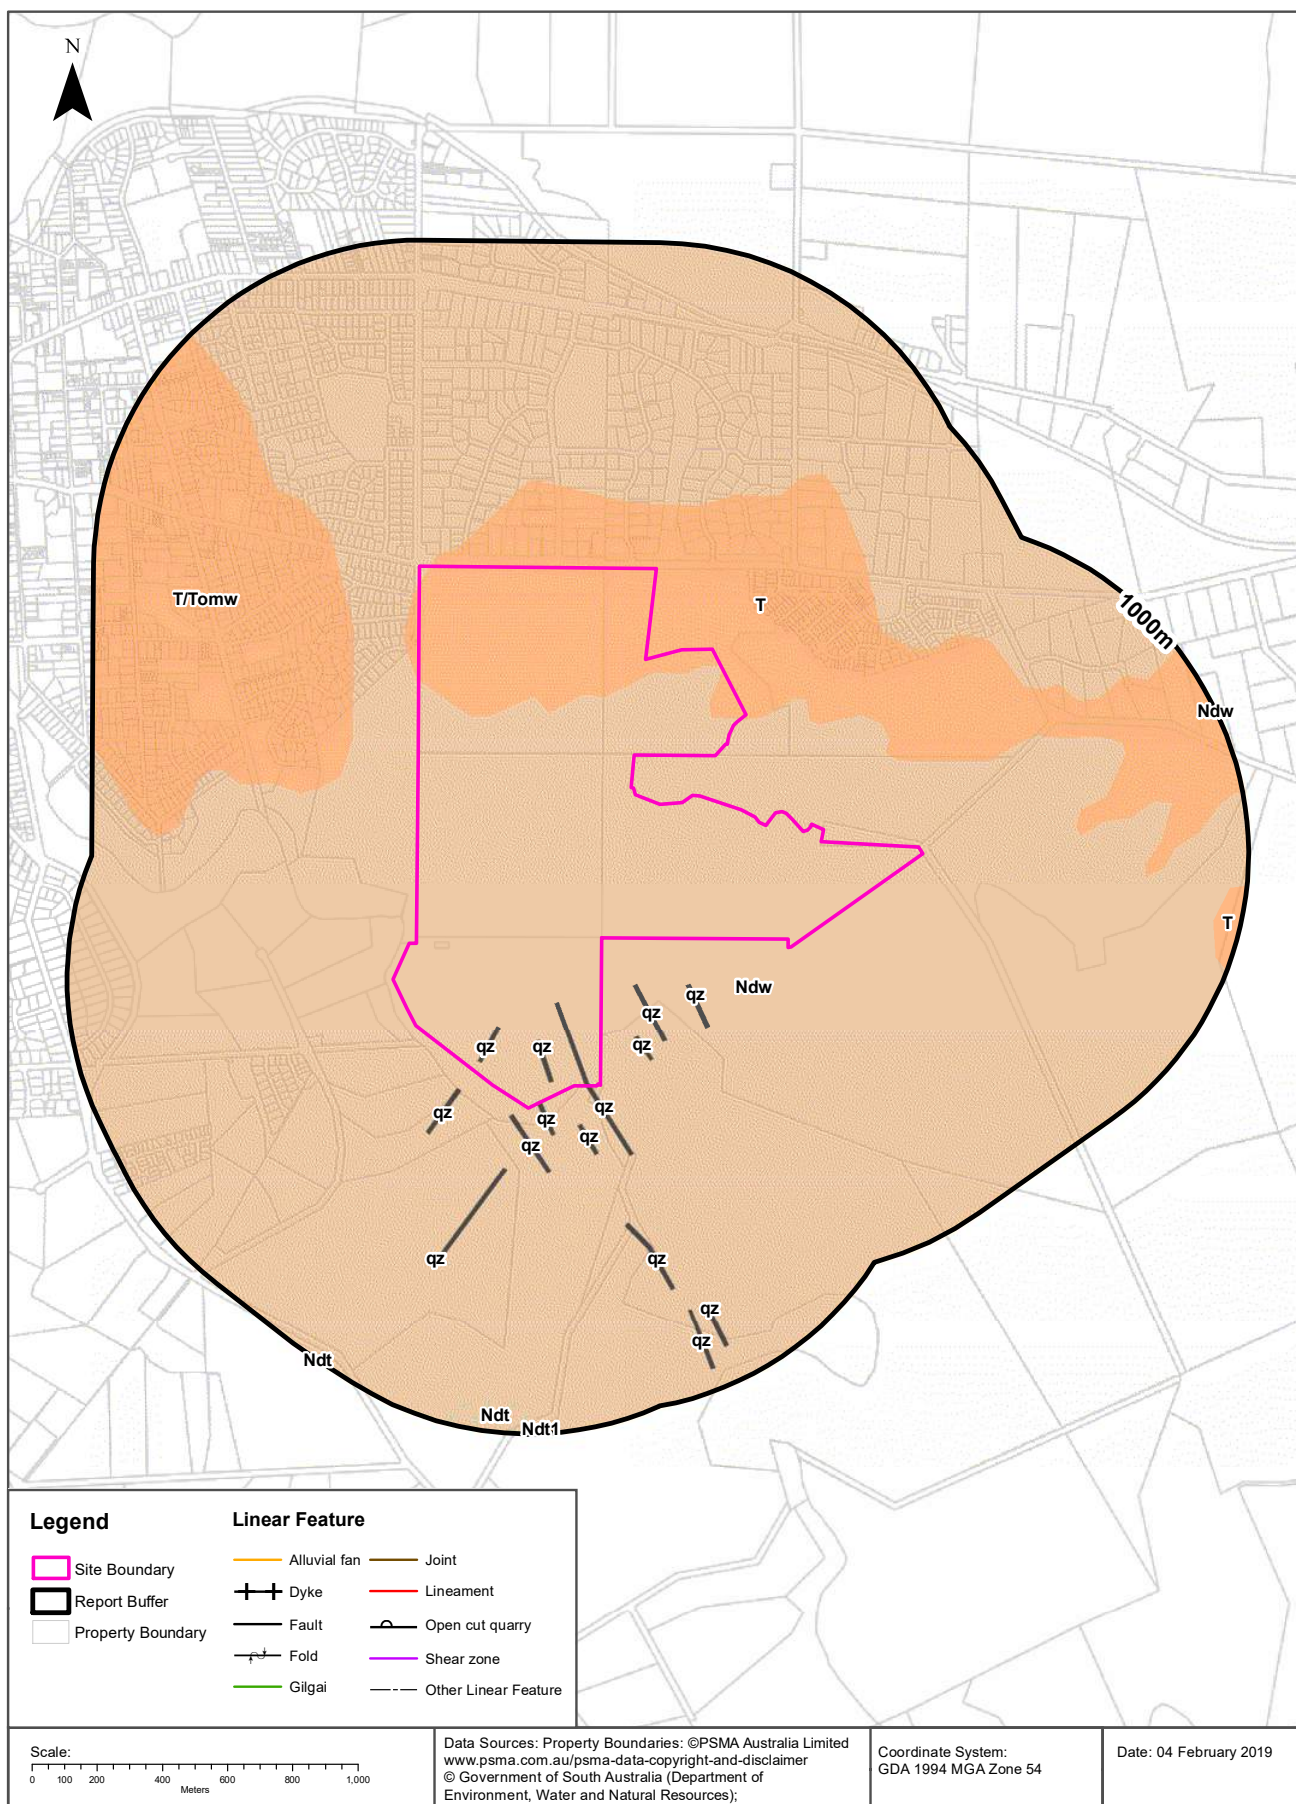 N
T/Tomw
T
1000m
Ndw
T
Ndw
qz
qz
qz
qz
qz
qz
qz
qz
qz
qz
qz
qz
qz
qz
Ndt
Ndt
Ndt1
Legend
Site Boundary
Report Buffer
Property Boundary
Linear Feature
Alluvial fan
Dyke
Fault
Fold
Gilgai
Joint
Lineament
Open cut quarry
Shear zone
Other Linear Feature
Scale:
0 100 200 400 600 800 1,000
Meters
Data Sources: Property Boundaries: ©PSMA Australia Limited
www.psma.com.au/psma-data-copyright-and-disclaimer
© Government of South Australia (Department of
Environment, Water and Natural Resources);
Coordinate System:
GDA 1994 MGA Zone 54
Date: 04 February 2019